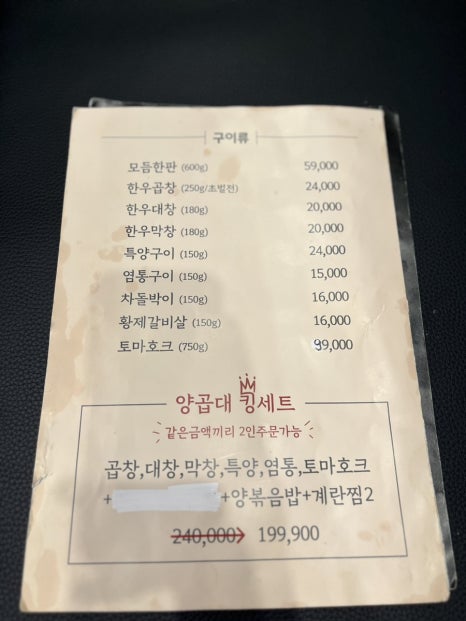 구이류
모듬한판 (600g) 59,000
한우곱창 (250g/초벌전) 24,000
한우대창 (180g) 20,000
한우막창 (180g) 20,000
특양구이 (150g) 24,000
염통구이 (150g) 15,000
차돌박이 (150g) 16,000
황제갈비살 (150g) 16,000
토마호크 (750g) 99,000
양곱대 킹세트
같은금액끼리 2인주문가능
곱창,대창,막창,특양,염통,토마호크
+ +양볶음밥+계란찜2
240,000 199,900